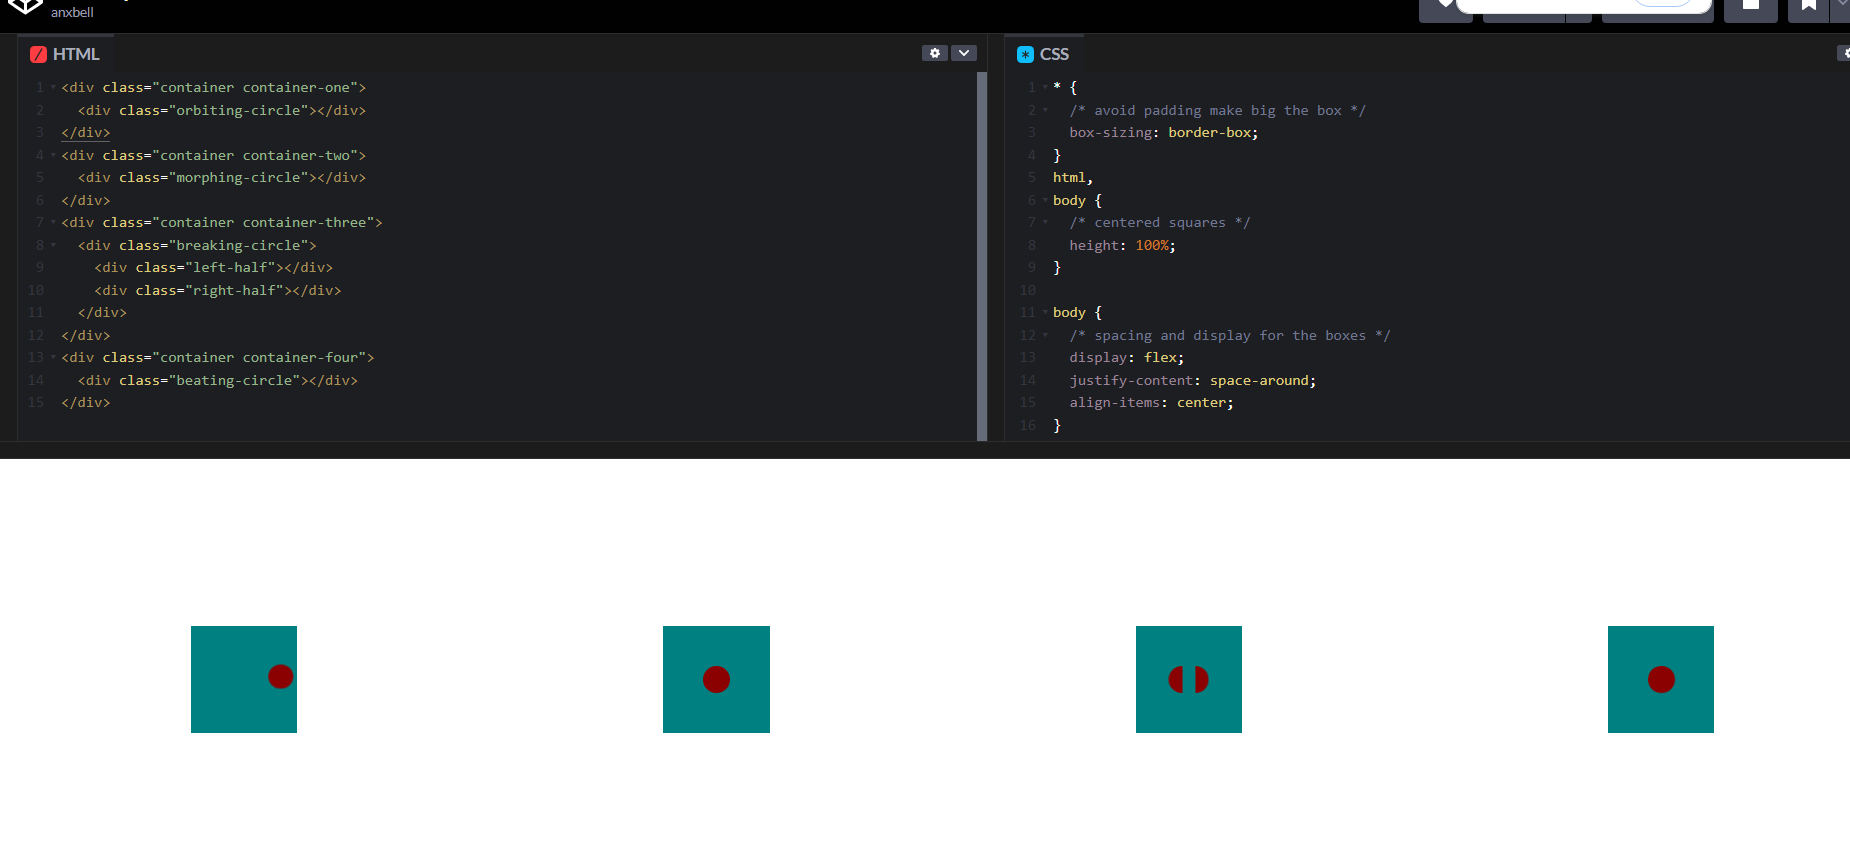 anxbell
HTML
1 <div class="container container-one">
2 <div class="orbiting-circle"></div>
3 </div>
4 <div class="container container-two">
5 <div class="morphing-circle"></div>
6 </div>
7 <div class="container container-three">
8 <div class="breaking-circle">
9 <div class="left-half"></div>
10 <div class="right-half"></div>
11 </div>
12 </div>
13 <div class="container container-four">
14 <div class="beating-circle"></div>
15 </div>
CSS
1 * {
2 /* avoid padding make big the box */
3 box-sizing: border-box;
4 }
5 html,
6 body {
7 /* centered squares */
8 height: 100%;
9 }
10
11 body {
12 /* spacing and display for the boxes */
13 display: flex;
14 justify-content: space-around;
15 align-items: center;
16 }